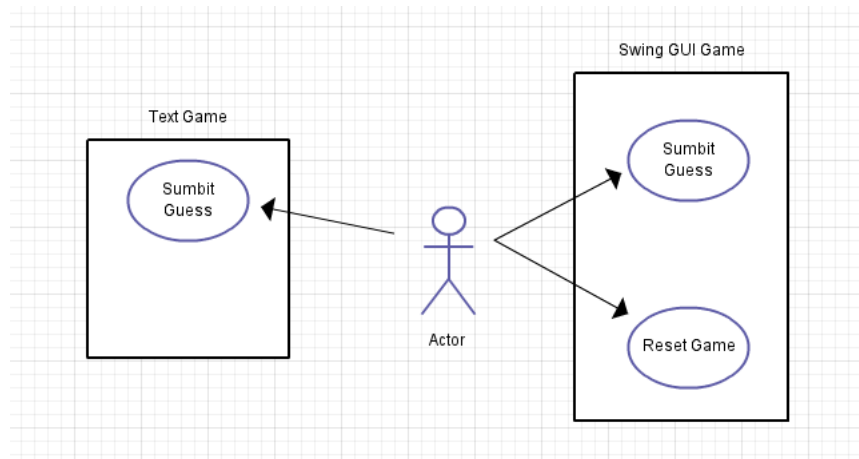 Text Game
Sumbit
Guess
Actor
Swing GUI Game
Sumbit
Guess
Reset Game